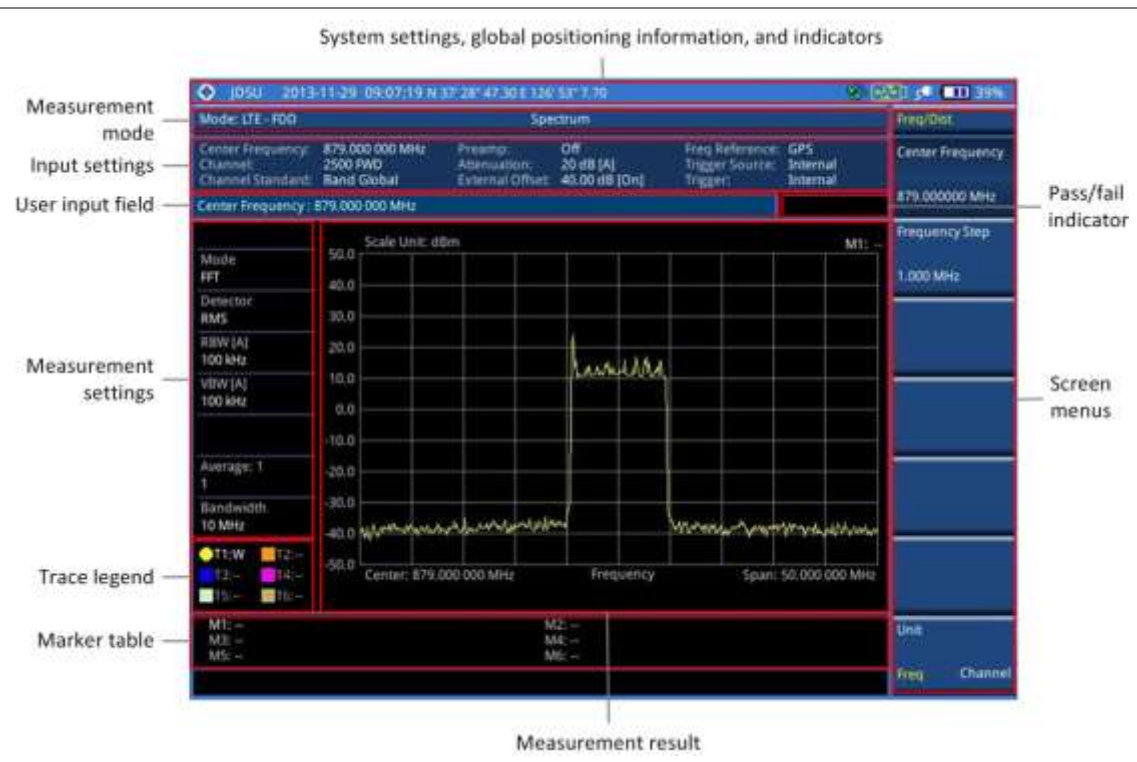 System settings, global positioning information, and indicators
JDSU 2013-11-29 09:07:19 N 37° 28' 47.30 E 126° 53' 7.70 39%
Measurement mode
Mode: LTE - FDD Spectrum
Freq/Dist
Input settings
Center Frequency: 879.000 000 MHz Preamp: Off Freq Reference: GPS
Channel: 2500 FWD Attenuation: 20 dB [A] Trigger Source: Internal
Channel Standard: Band Global External Offset: 40.00 dB [On] Trigger: Internal
Center Frequency
879.000000 MHz
User input field
Center Frequency : 879.000 000 MHz
Pass/fail indicator
Frequency Step
1.000 MHz
Scale Unit: dBm M1: --
Mode
FFT
Detector
RMS
RBW [A]
100 kHz
VBW [A]
100 kHz
Average: 1
1
Bandwidth
10 MHz
Measurement settings
50.0
40.0
30.0
20.0
10.0
0.0
-10.0
-20.0
-30.0
-40.0
-50.0
Center: 879.000 000 MHz Frequency Span: 50.000 000 MHz
Screen menus
Trace legend
T1:W T2:--
T3:-- T4:--
T5:-- T6:--
Marker table
M1: -- M2: --
M3: -- M4: --
M5: -- M6: --
Unit
Freq Channel
Measurement result